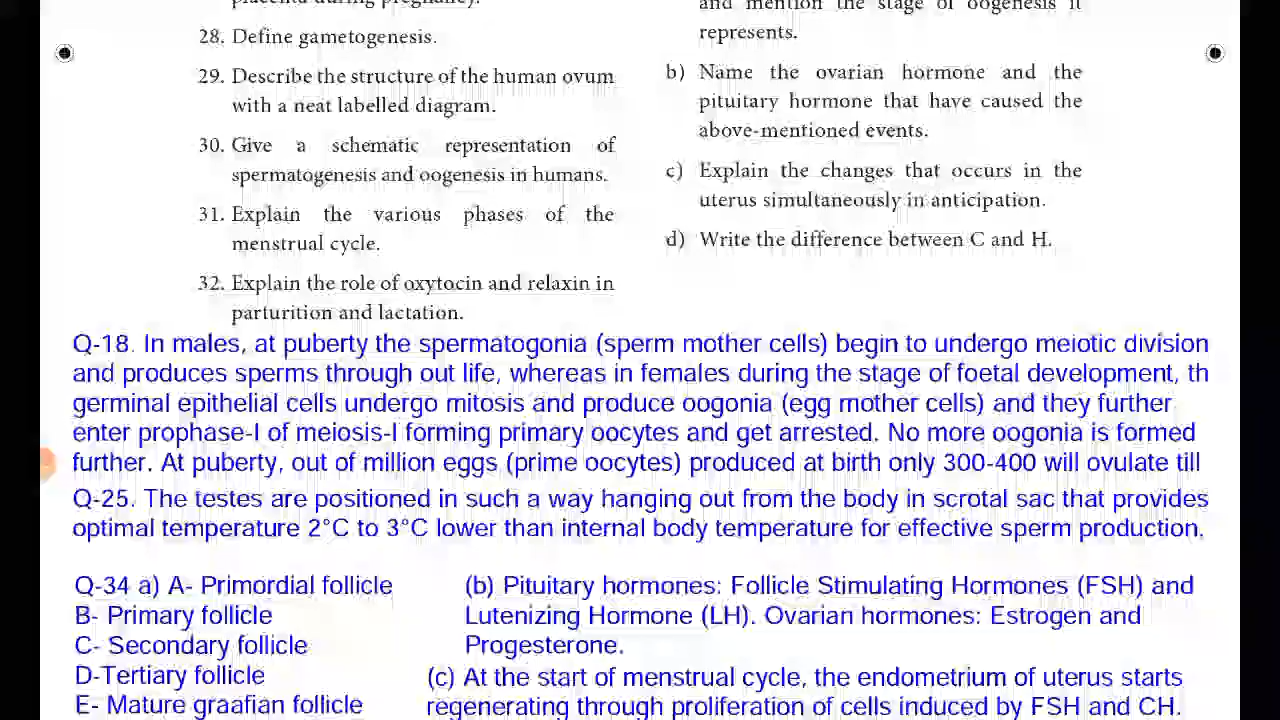 placenta during pregnancy).
28. Define gametogenesis.
29. Describe the structure of the human ovum
with a neat labelled diagram.
30. Give a schematic representation of
spermatogenesis and oogenesis in humans.
31. Explain the various phases of the
menstrual cycle.
32. Explain the role of oxytocin and relaxin in
parturition and lactation.
and mention the stage of oogenesis it
represents.
b) Name the ovarian hormone and the
pituitary hormone that have caused the
above-mentioned events.
c) Explain the changes that occurs in the
uterus simultaneously in anticipation.
d) Write the difference between C and H.
Q-18. In males, at puberty the spermatogonia (sperm mother cells) begin to undergo meiotic division
and produces sperms through out life, whereas in females during the stage of foetal development, th
germinal epithelial cells undergo mitosis and produce oogonia (egg mother cells) and they further
enter prophase-I of meiosis-I forming primary oocytes and get arrested. No more oogonia is formed
further. At puberty, out of million eggs (prime oocytes) produced at birth only 300-400 will ovulate till
Q-25. The testes are positioned in such a way hanging out from the body in scrotal sac that provides
optimal temperature 2°C to 3°C lower than internal body temperature for effective sperm production.
Q-34 a) A- Primordial follicle
B- Primary follicle
C- Secondary follicle
D-Tertiary follicle
E- Mature graafian follicle
(b) Pituitary hormones: Follicle Stimulating Hormones (FSH) and
Lutenizing Hormone (LH). Ovarian hormones: Estrogen and
Progesterone.
(c) At the start of menstrual cycle, the endometrium of uterus starts
regenerating through proliferation of cells induced by FSH and CH.